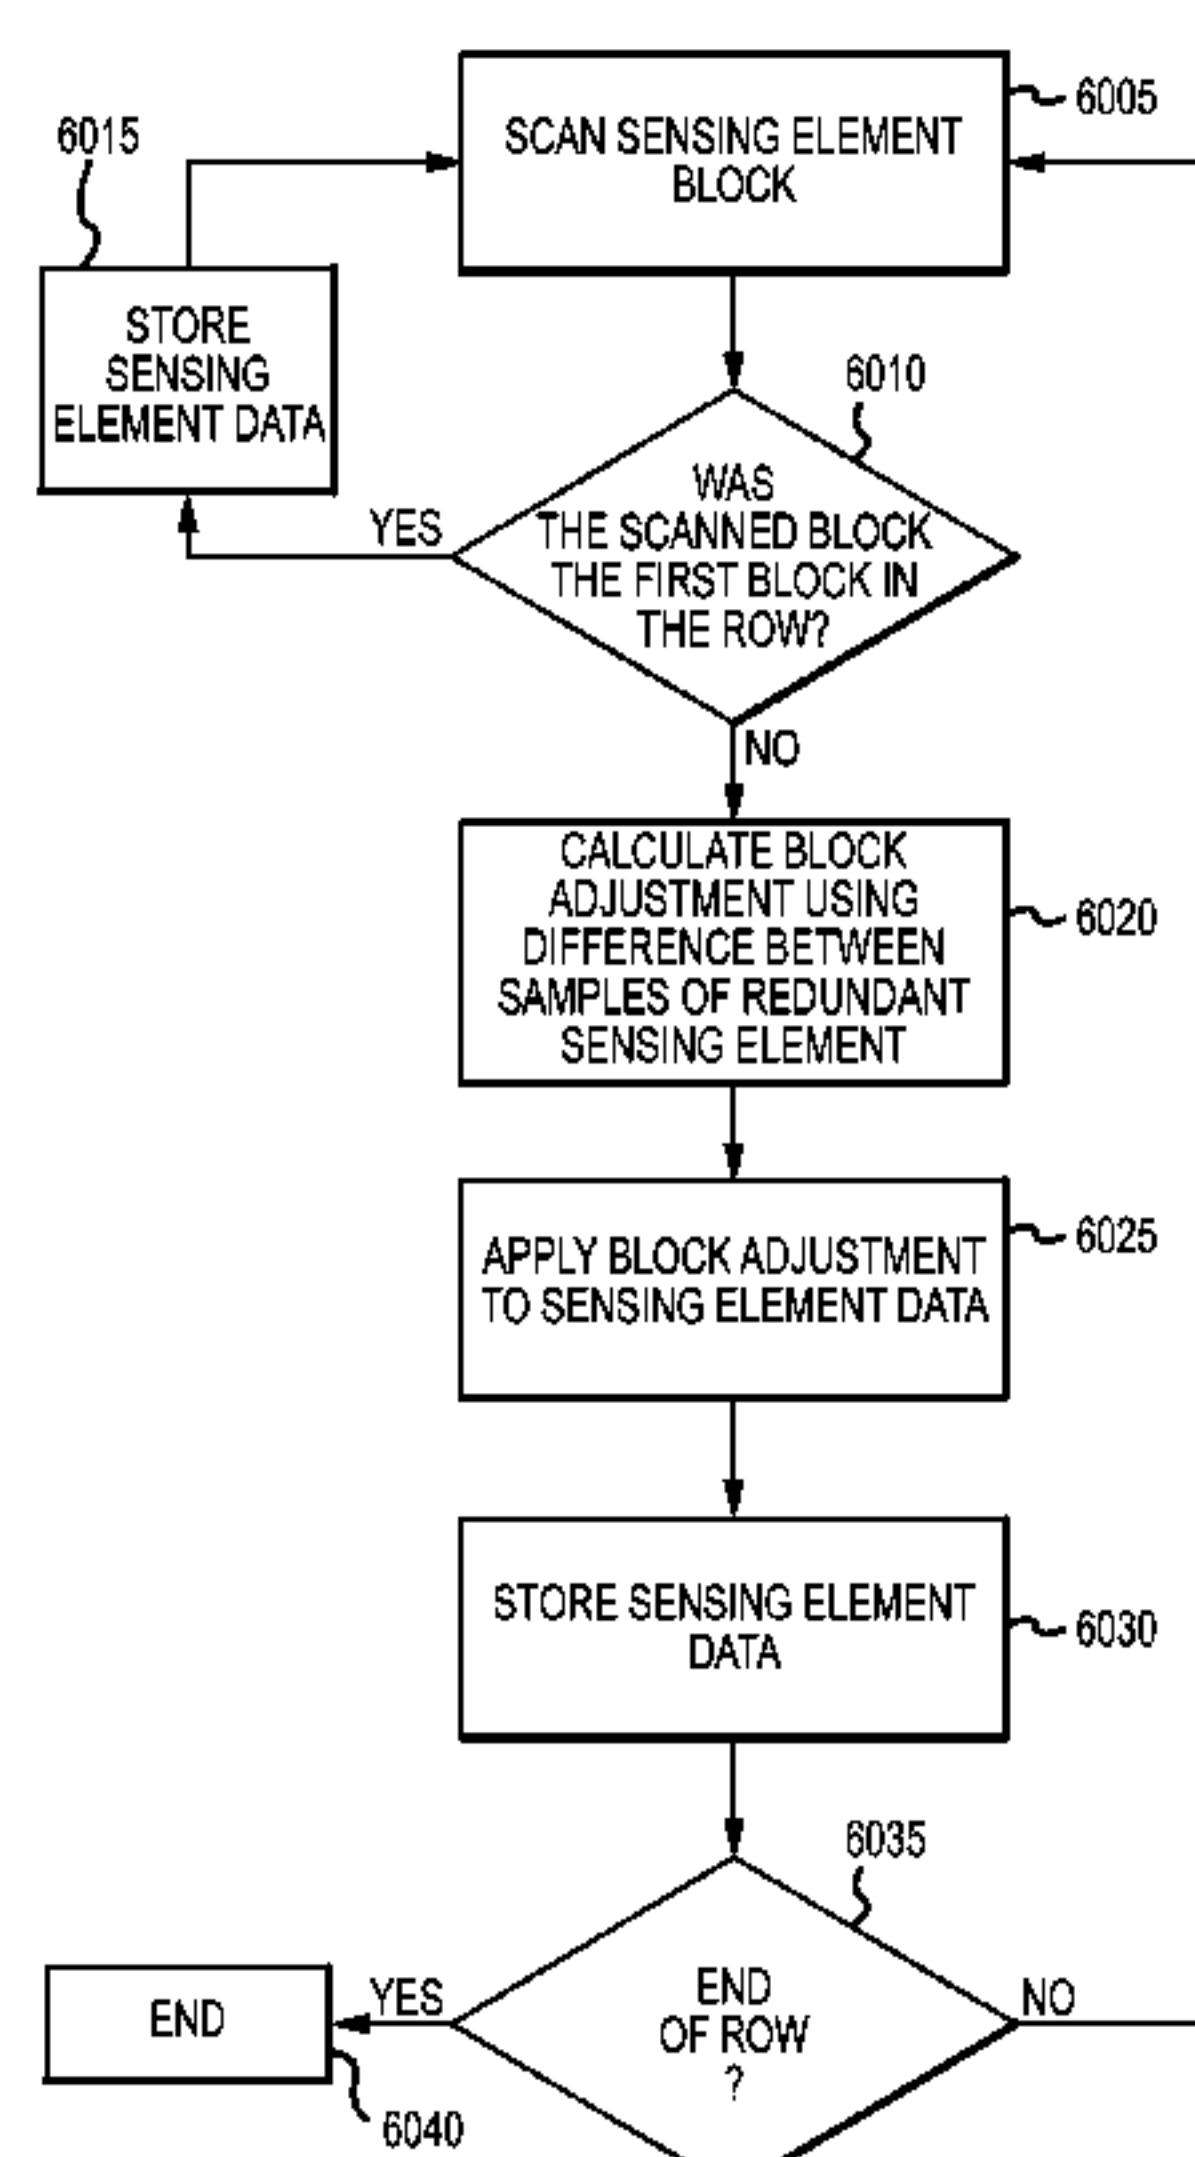 SCAN SENSING ELEMENT
BLOCK
6005
6015
STORE
SENSING
ELEMENT DATA
6010
WAS
THE SCANNED BLOCK
THE FIRST BLOCK IN
THE ROW?
YES
NO
CALCULATE BLOCK
ADJUSTMENT USING
DIFFERENCE BETWEEN
SAMPLES OF REDUNDANT
SENSING ELEMENT
6020
APPLY BLOCK ADJUSTMENT
TO SENSING ELEMENT DATA
6025
STORE SENSING ELEMENT
DATA
6030
6035
END
OF ROW
?
YES
NO
END
6040